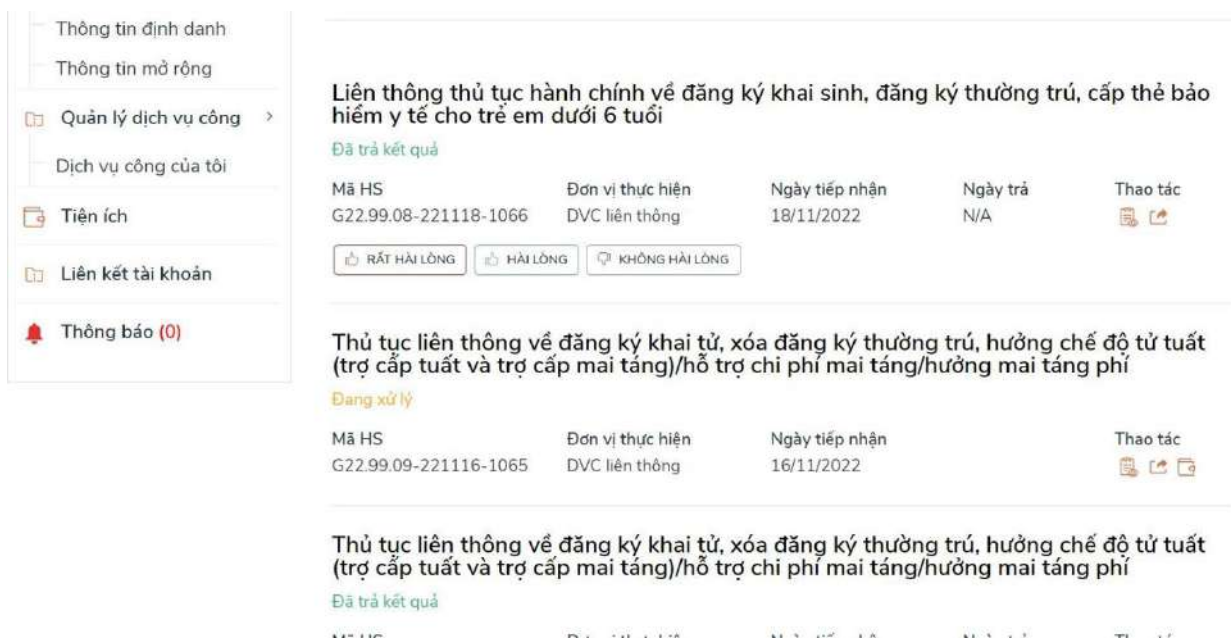 Thông tin định danh
Thông tin mở rộng
Quản lý dịch vụ công >
Dịch vụ công của tôi
Tiện ích
Liên kết tài khoản
Thông báo (0)
Liên thông thủ tục hành chính về đăng ký khai sinh, đăng ký thường trú, cấp thẻ bảo
hiểm y tế cho trẻ em dưới 6 tuổi
Đã trả kết quả
Mã HS Đơn vị thực hiện Ngày tiếp nhận Ngày trả Thao tác
G22.99.08-221118-1066 DVC liên thông 18/11/2022 N/A
RẤT HÀI LÒNG HÀI LÒNG KHÔNG HÀI LÒNG
Thủ tục liên thông về đăng ký khai tử, xóa đăng ký thường trú, hưởng chế độ tử tuất
(trợ cấp tuất và trợ cấp mai táng)/hỗ trợ chi phí mai táng/hưởng mai táng phí
Đang xử lý
Mã HS Đơn vị thực hiện Ngày tiếp nhận Thao tác
G22.99.09-221116-1065 DVC liên thông 16/11/2022
Thủ tục liên thông về đăng ký khai tử, xóa đăng ký thường trú, hưởng chế độ tử tuất
(trợ cấp tuất và trợ cấp mai táng)/hỗ trợ chi phí mai táng/hưởng mai táng phí
Đã trả kết quả